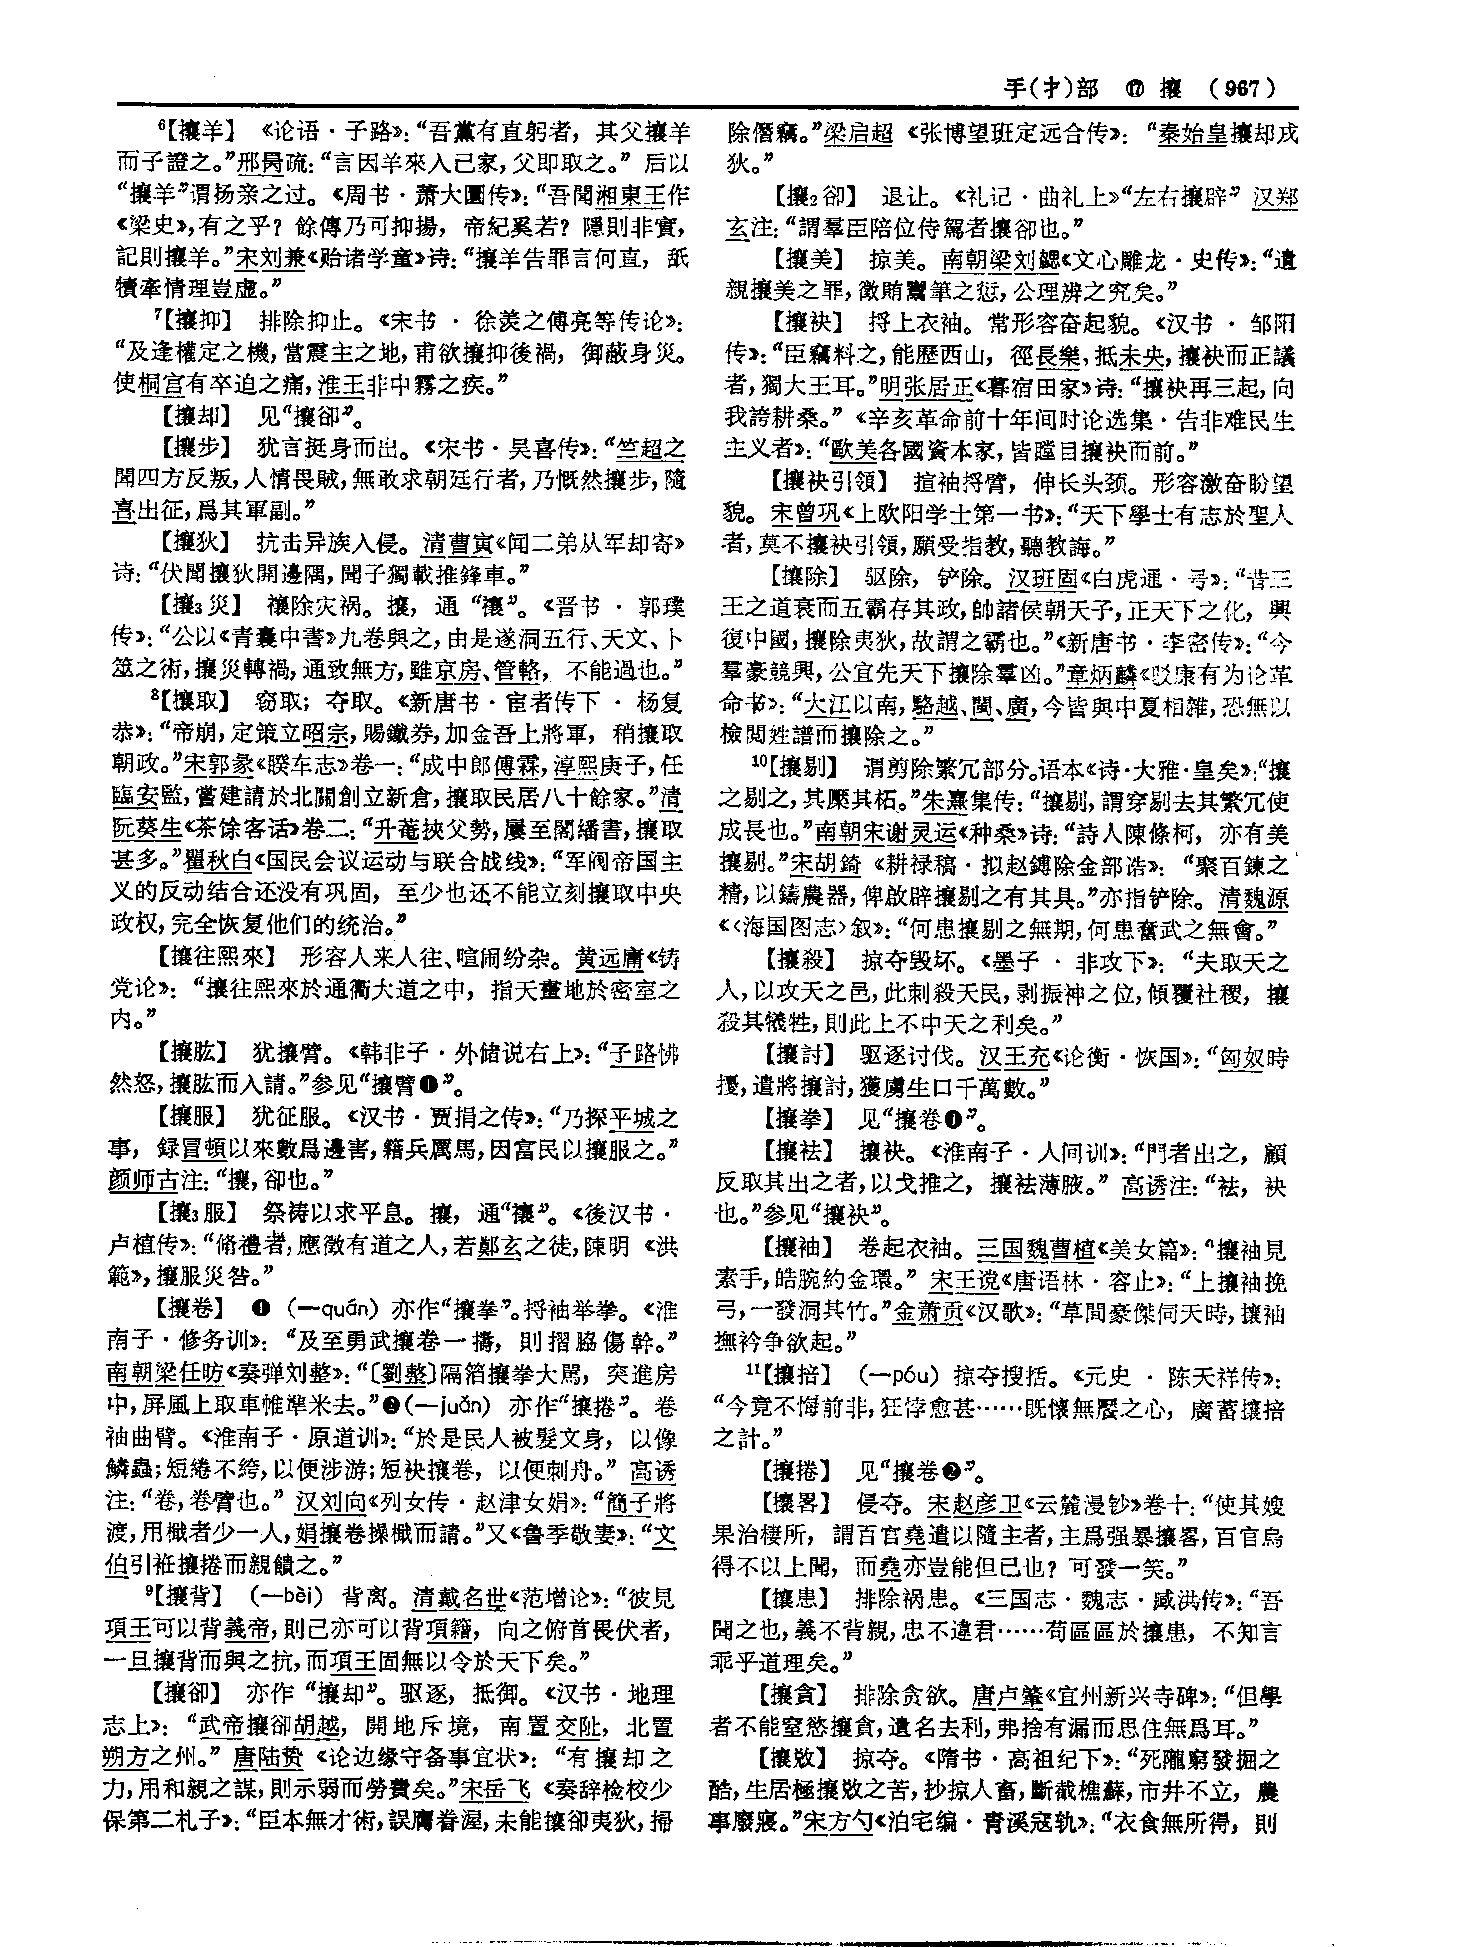 手(扌)部 ⑰ 攘 (967)
⁶【攘羊】 《论语·子路》：“吾黨有直躬者，其父攘羊
而子證之。”邢昺疏：“言因羊來入己家，父即取之。” 后以
“攘羊”谓扬亲之过。《周书·萧大圜传》：“吾聞湘東王作
《梁史》，有之乎？餘傳乃可抑揚，帝紀奚若？隱則非實，
記則攘羊。”宋刘兼《贻诸学童》诗：“攘羊告罪言何直，舐
犢牽情理豈虛。”
⁷【攘抑】 排除抑止。《宋书·徐羡之傅亮等传论》：
“及逢權定之機，當震主之地，甫欲攘抑後禍，御蔽身災。
使桐宫有卒迫之痛，淮王非中霧之疾。”
【攘却】 见“攘卻”。
【攘步】 犹言挺身而出。《宋书·吴喜传》：“竺超之
聞四方反叛，人情畏賊，無敢求朝廷行者，乃慨然攘步，隨
喜出征，爲其軍副。”
【攘狄】 抗击异族入侵。清曹寅《闻二弟从军却寄》
诗：“伏聞攘狄開邊隅，聞子獨載推鋒車。”
【攘₃災】 禳除灾祸。攘，通“禳”。《晋书·郭璞
传》：“公以《青囊中書》九卷與之，由是遂洞五行、天文、卜
筮之術，攘災轉禍，通致無方，雖京房、管輅，不能過也。”
⁸【攘取】 窃取；夺取。《新唐书·宦者传下·杨复
恭》：“帝崩，定策立昭宗，賜鐵券，加金吾上將軍，稍攘取
朝政。”宋郭彖《睽车志》卷一：“成中郎傅霖，淳熙庚子，任
臨安監，嘗建請於北關創立新倉，攘取民居八十餘家。”清
阮葵生《茶馀客话》卷二：“升菴挾父勢，屢至閣繙書，攘取
甚多。”瞿秋白《国民会议运动与联合战线》：“军阀帝国主
义的反动结合还没有巩固，至少也还不能立刻攘取中央
政权，完全恢复他们的统治。”
【攘往熙來】 形容人来人往、喧闹纷杂。黄远庸《铸
党论》：“攘往熙來於通衢大道之中，指天畫地於密室之
内。”
【攘肱】 犹攘臂。《韩非子·外储说右上》：“子路怫
然怒，攘肱而入請。”参见“攘臂❶”。
【攘服】 犹征服。《汉书·贾捐之传》：“乃探平城之
事，録冒頓以來數爲邊害，籍兵厲馬，因富民以攘服之。”
颜师古注：“攘，卻也。”
【攘₃服】 祭祷以求平息。攘，通“禳”。《後汉书·
卢植传》：“脩禮者，應徵有道之人，若鄭玄之徒，陳明《洪
範》，攘服災咎。”
【攘卷】 ❶（—quán）亦作“攘拳”。捋袖举拳。《淮
南子·修务训》：“及至勇武攘卷一擣，則摺脇傷幹。”
南朝梁任昉《奏弹刘整》：“〔劉整〕隔箔攘拳大罵，突進房
中，屏風上取車帷準米去。”❷（—juǎn）亦作“攘捲”。卷
袖曲臂。《淮南子·原道训》：“於是民人被髮文身，以像
鱗蟲；短綣不絝，以便涉游；短袂攘卷，以便刺舟。” 高诱
注：“卷，卷臂也。” 汉刘向《列女传·赵津女娟》：“簡子將
渡，用檝者少一人，娟攘卷操檝而請。”又《鲁季敬妻》：“文
伯引衽攘捲而親饋之。”
⁹【攘背】 （—bèi）背离。清戴名世《范增论》：“彼見
項王可以背義帝，則己亦可以背項籍，向之俯首畏伏者，
一旦攘背而與之抗，而項王固無以令於天下矣。”
【攘卻】 亦作“攘却”。驱逐，抵御。《汉书·地理
志上》：“武帝攘卻胡越，開地斥境，南置交阯，北置
朔方之州。” 唐陆贽《论边缘守备事宜状》：“有攘却之
力，用和親之謀，則示弱而勞費矣。”宋岳飞《奏辞检校少
保第二札子》：“臣本無才術，誤膺眷渥，未能攘卻夷狄，掃
除僭竊。”梁启超《张博望班定远合传》：“秦始皇攘却戎
狄。”
【攘₂卻】 退让。《礼记·曲礼上》“左右攘辟” 汉郑
玄注：“謂羣臣陪位侍駕者攘卻也。”
【攘美】 掠美。南朝梁刘勰《文心雕龙·史传》：“遺
親攘美之罪，徵賄鬻筆之愆，公理辨之究矣。”
【攘袂】 捋上衣袖。常形容奋起貌。《汉书·邹阳
传》：“臣竊料之，能歷西山，徑長樂，抵未央，攘袂而正議
者，獨大王耳。”明张居正《暮宿田家》诗：“攘袂再三起，向
我誇耕桑。”《辛亥革命前十年间时论选集·告非难民生
主义者》：“歐美各國資本家，皆瞠目攘袂而前。”
【攘袂引領】 揎袖捋臂，伸长头颈。形容激奋盼望
貌。宋曾巩《上欧阳学士第一书》：“天下學士有志於聖人
者，莫不攘袂引領，願受指教，聽教誨。”
【攘除】 驱除，铲除。汉班固《白虎通·号》：“昔三
王之道衰而五霸存其政，帥諸侯朝天子，正天下之化，興
復中國，攘除夷狄，故謂之霸也。”《新唐书·李密传》：“今
羣豪競興，公宜先天下攘除羣凶。”章炳麟《驳康有为论革
命书》：“大江以南，駱越、閩、廣，今皆與中夏相雜，恐無以
檢閲姓譜而攘除之。”
¹⁰【攘剔】 谓剪除繁冗部分。语本《诗·大雅·皇矣》：“攘
之剔之，其檿其柘。”朱熹集传：“攘剔，謂穿剔去其繁冗使
成長也。”南朝宋谢灵运《种桑》诗：“詩人陳條柯，亦有美
攘剔。”宋胡錡《耕禄稿·拟赵鎛除金部诰》：“聚百鍊之
精，以鑄農器，俾啟辟攘剔之有其具。”亦指铲除。清魏源
《〈海国图志〉叙》：“何患攘剔之無期，何患奮武之無會。”
【攘殺】 掠夺毁坏。《墨子·非攻下》：“夫取天之
人，以攻天之邑，此刺殺天民，剥振神之位，傾覆社稷，攘
殺其犧牲，則此上不中天之利矣。”
【攘討】 驱逐讨伐。汉王充《论衡·恢国》：“匈奴時
擾，遣將攘討，獲虜生口千萬數。”
【攘拳】 见“攘卷❶”。
【攘袪】 攘袂。《淮南子·人间训》：“門者出之，顧
反取其出之者，以戈推之，攘袪薄腋。” 高诱注：“袪，袂
也。”参见“攘袂”。
【攘袖】 卷起衣袖。三国魏曹植《美女篇》：“攘袖見
素手，皓腕約金環。” 宋王谠《唐语林·容止》：“上攘袖挽
弓，一發洞其竹。”金萧贡《汉歌》：“草間豪傑伺天時，攘袖
撫衿争欲起。”
¹¹【攘掊】 （—póu）掠夺搜括。《元史·陈天祥传》：
“今竟不悔前非，狂悖愈甚……既懷無厭之心，廣蓄攘掊
之計。”
【攘捲】 见“攘卷❷”。
【攘畧】 侵夺。宋赵彦卫《云麓漫钞》卷十：“使其嫂
果治棲所，謂百官堯遣以隨主者，主爲强暴攘畧，百官烏
得不以上聞，而堯亦豈能但已也？可發一笑。”
【攘患】 排除祸患。《三国志·魏志·臧洪传》：“吾
聞之也，義不背親，忠不違君……苟區區於攘患，不知言
乖乎道理矣。”
【攘貪】 排除贪欲。唐卢肇《宜州新兴寺碑》：“但學
者不能窒慾攘貪，遺名去利，弗捨有漏而思住無爲耳。”
【攘敚】 掠夺。《隋书·高祖纪下》：“死隴窮發掘之
酷，生居極攘敚之苦，抄掠人畜，斷截樵蘇，市井不立，農
事廢寢。”宋方勺《泊宅编·青溪寇轨》：“衣食無所得，則